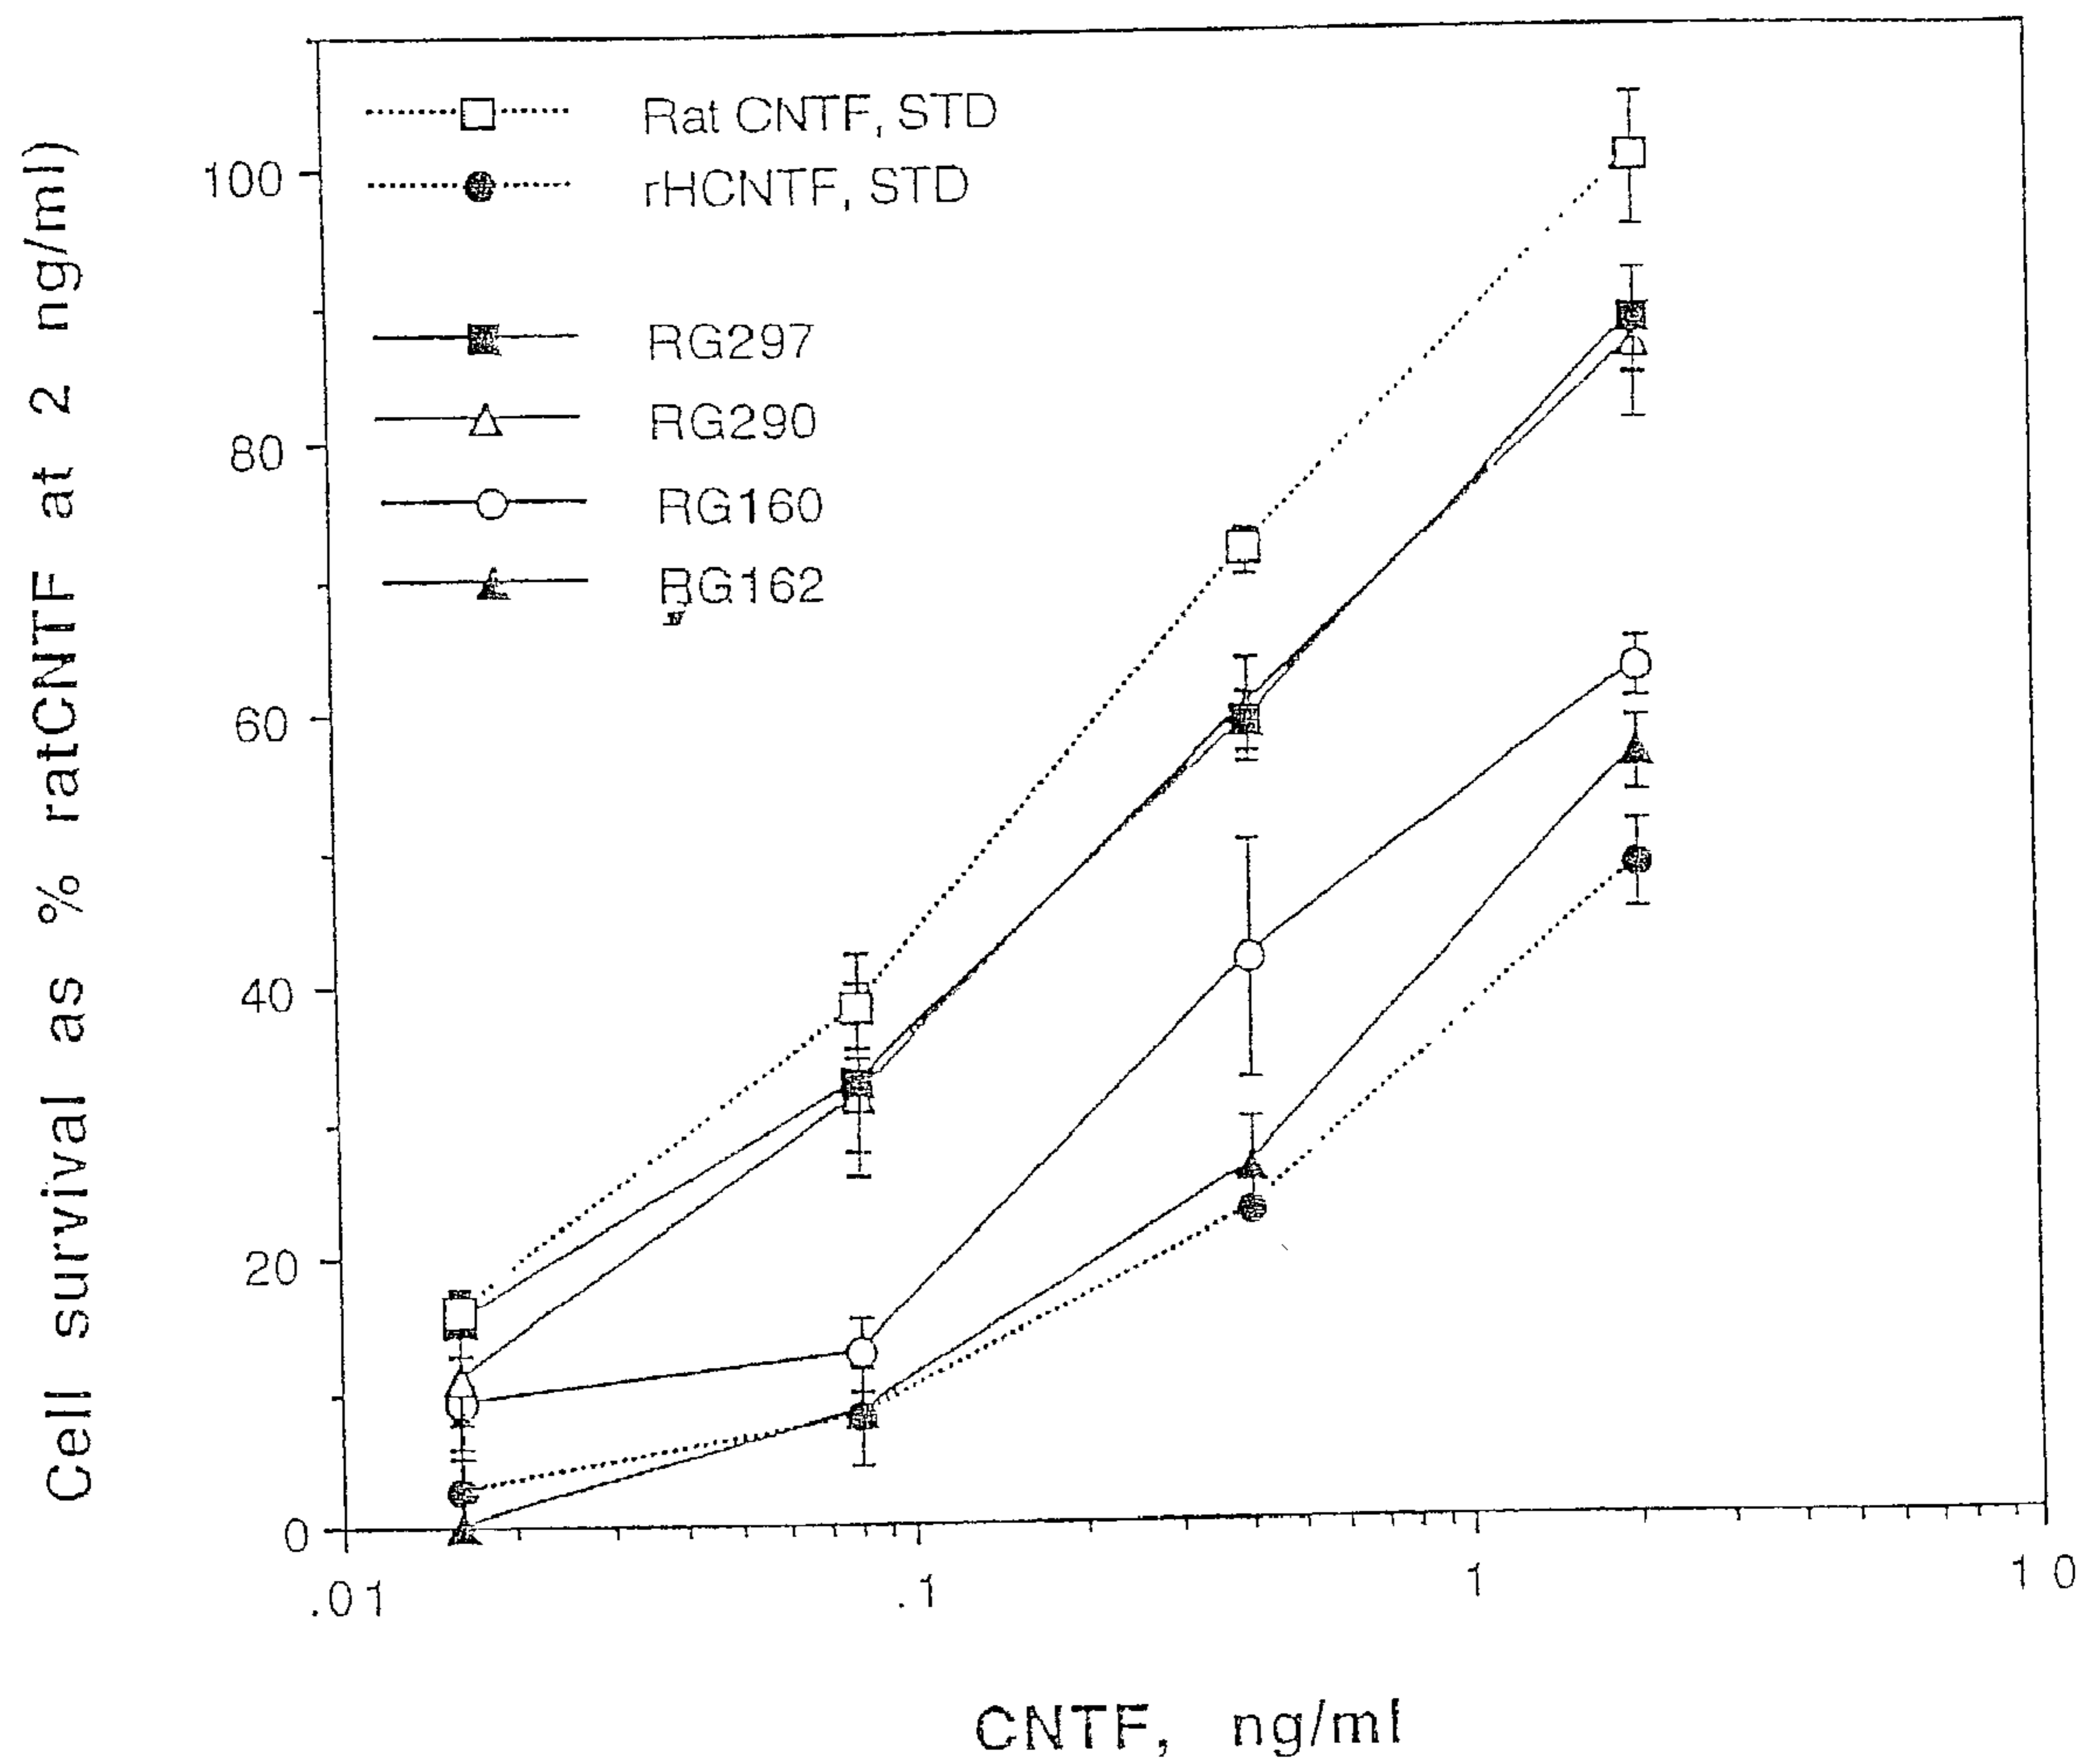 Cell survival as % ratCNTF at 2 ng/ml)
Rat CNTF, STD
rHCNTF, STD
RG297
RG290
RG160
RG162
100
80
60
40
20
0
.01
.1
1
10
CNTF, ng/ml